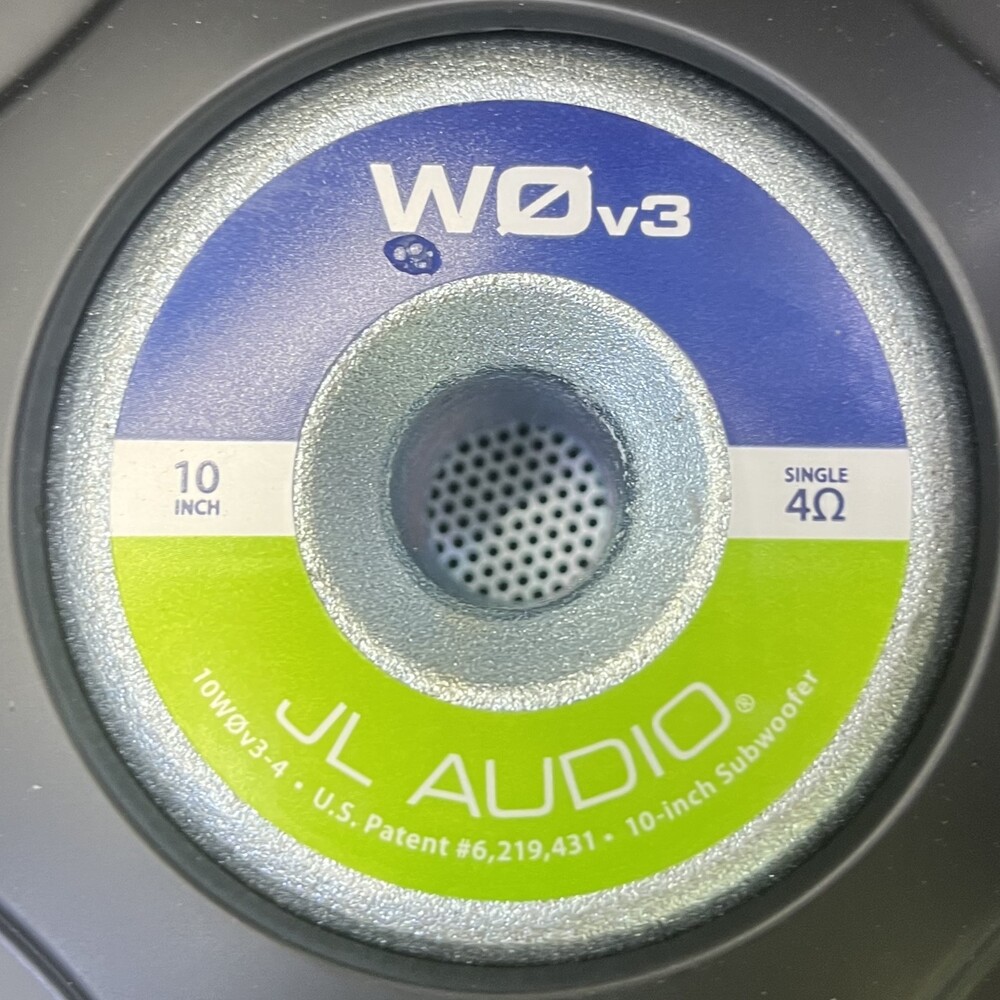 WØv3
10
INCH
SINGLE
4Ω
JL AUDIO®
10WØv3-4 • U.S. Patent #6,219,431 • 10-inch Subwoofer